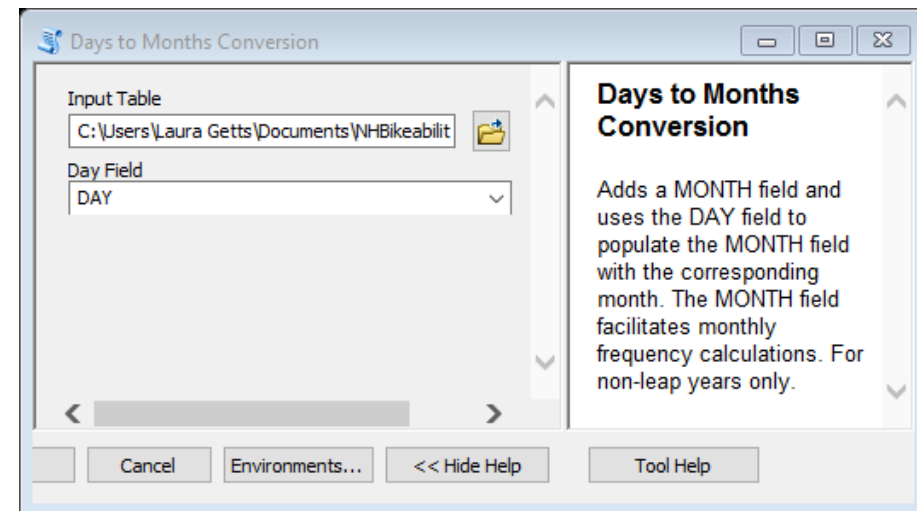 Days to Months Conversion
Input Table
C:\Users\Laura Getts\Documents\NHBikeabilit
Day Field
DAY
Days to Months
Conversion
Adds a MONTH field and
uses the DAY field to
populate the MONTH field
with the corresponding
month. The MONTH field
facilitates monthly
frequency calculations. For
non-leap years only.
Cancel
Environments...
<< Hide Help
Tool Help